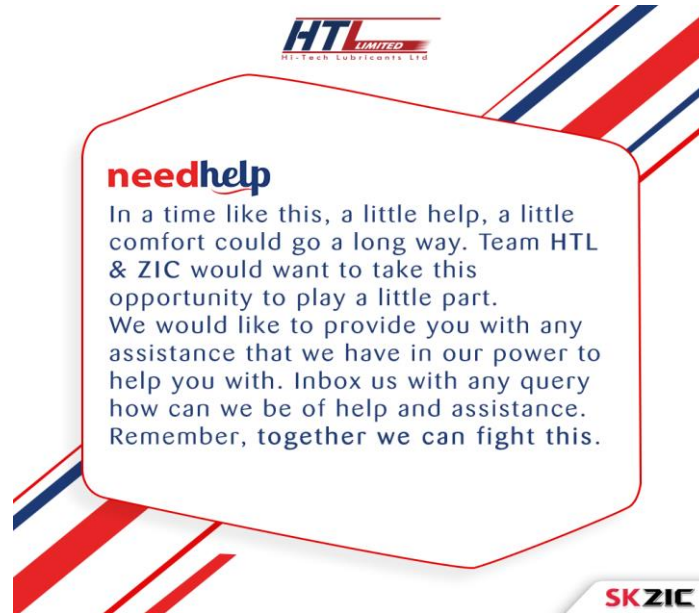 HTL LIMITED
Hi-Tech Lubricants Ltd
needhelp
In a time like this, a little help, a little
comfort could go a long way. Team HTL
& ZIC would want to take this
opportunity to play a little part.
We would like to provide you with any
assistance that we have in our power to
help you with. Inbox us with any query
how can we be of help and assistance.
Remember, together we can fight this.
SK ZIC